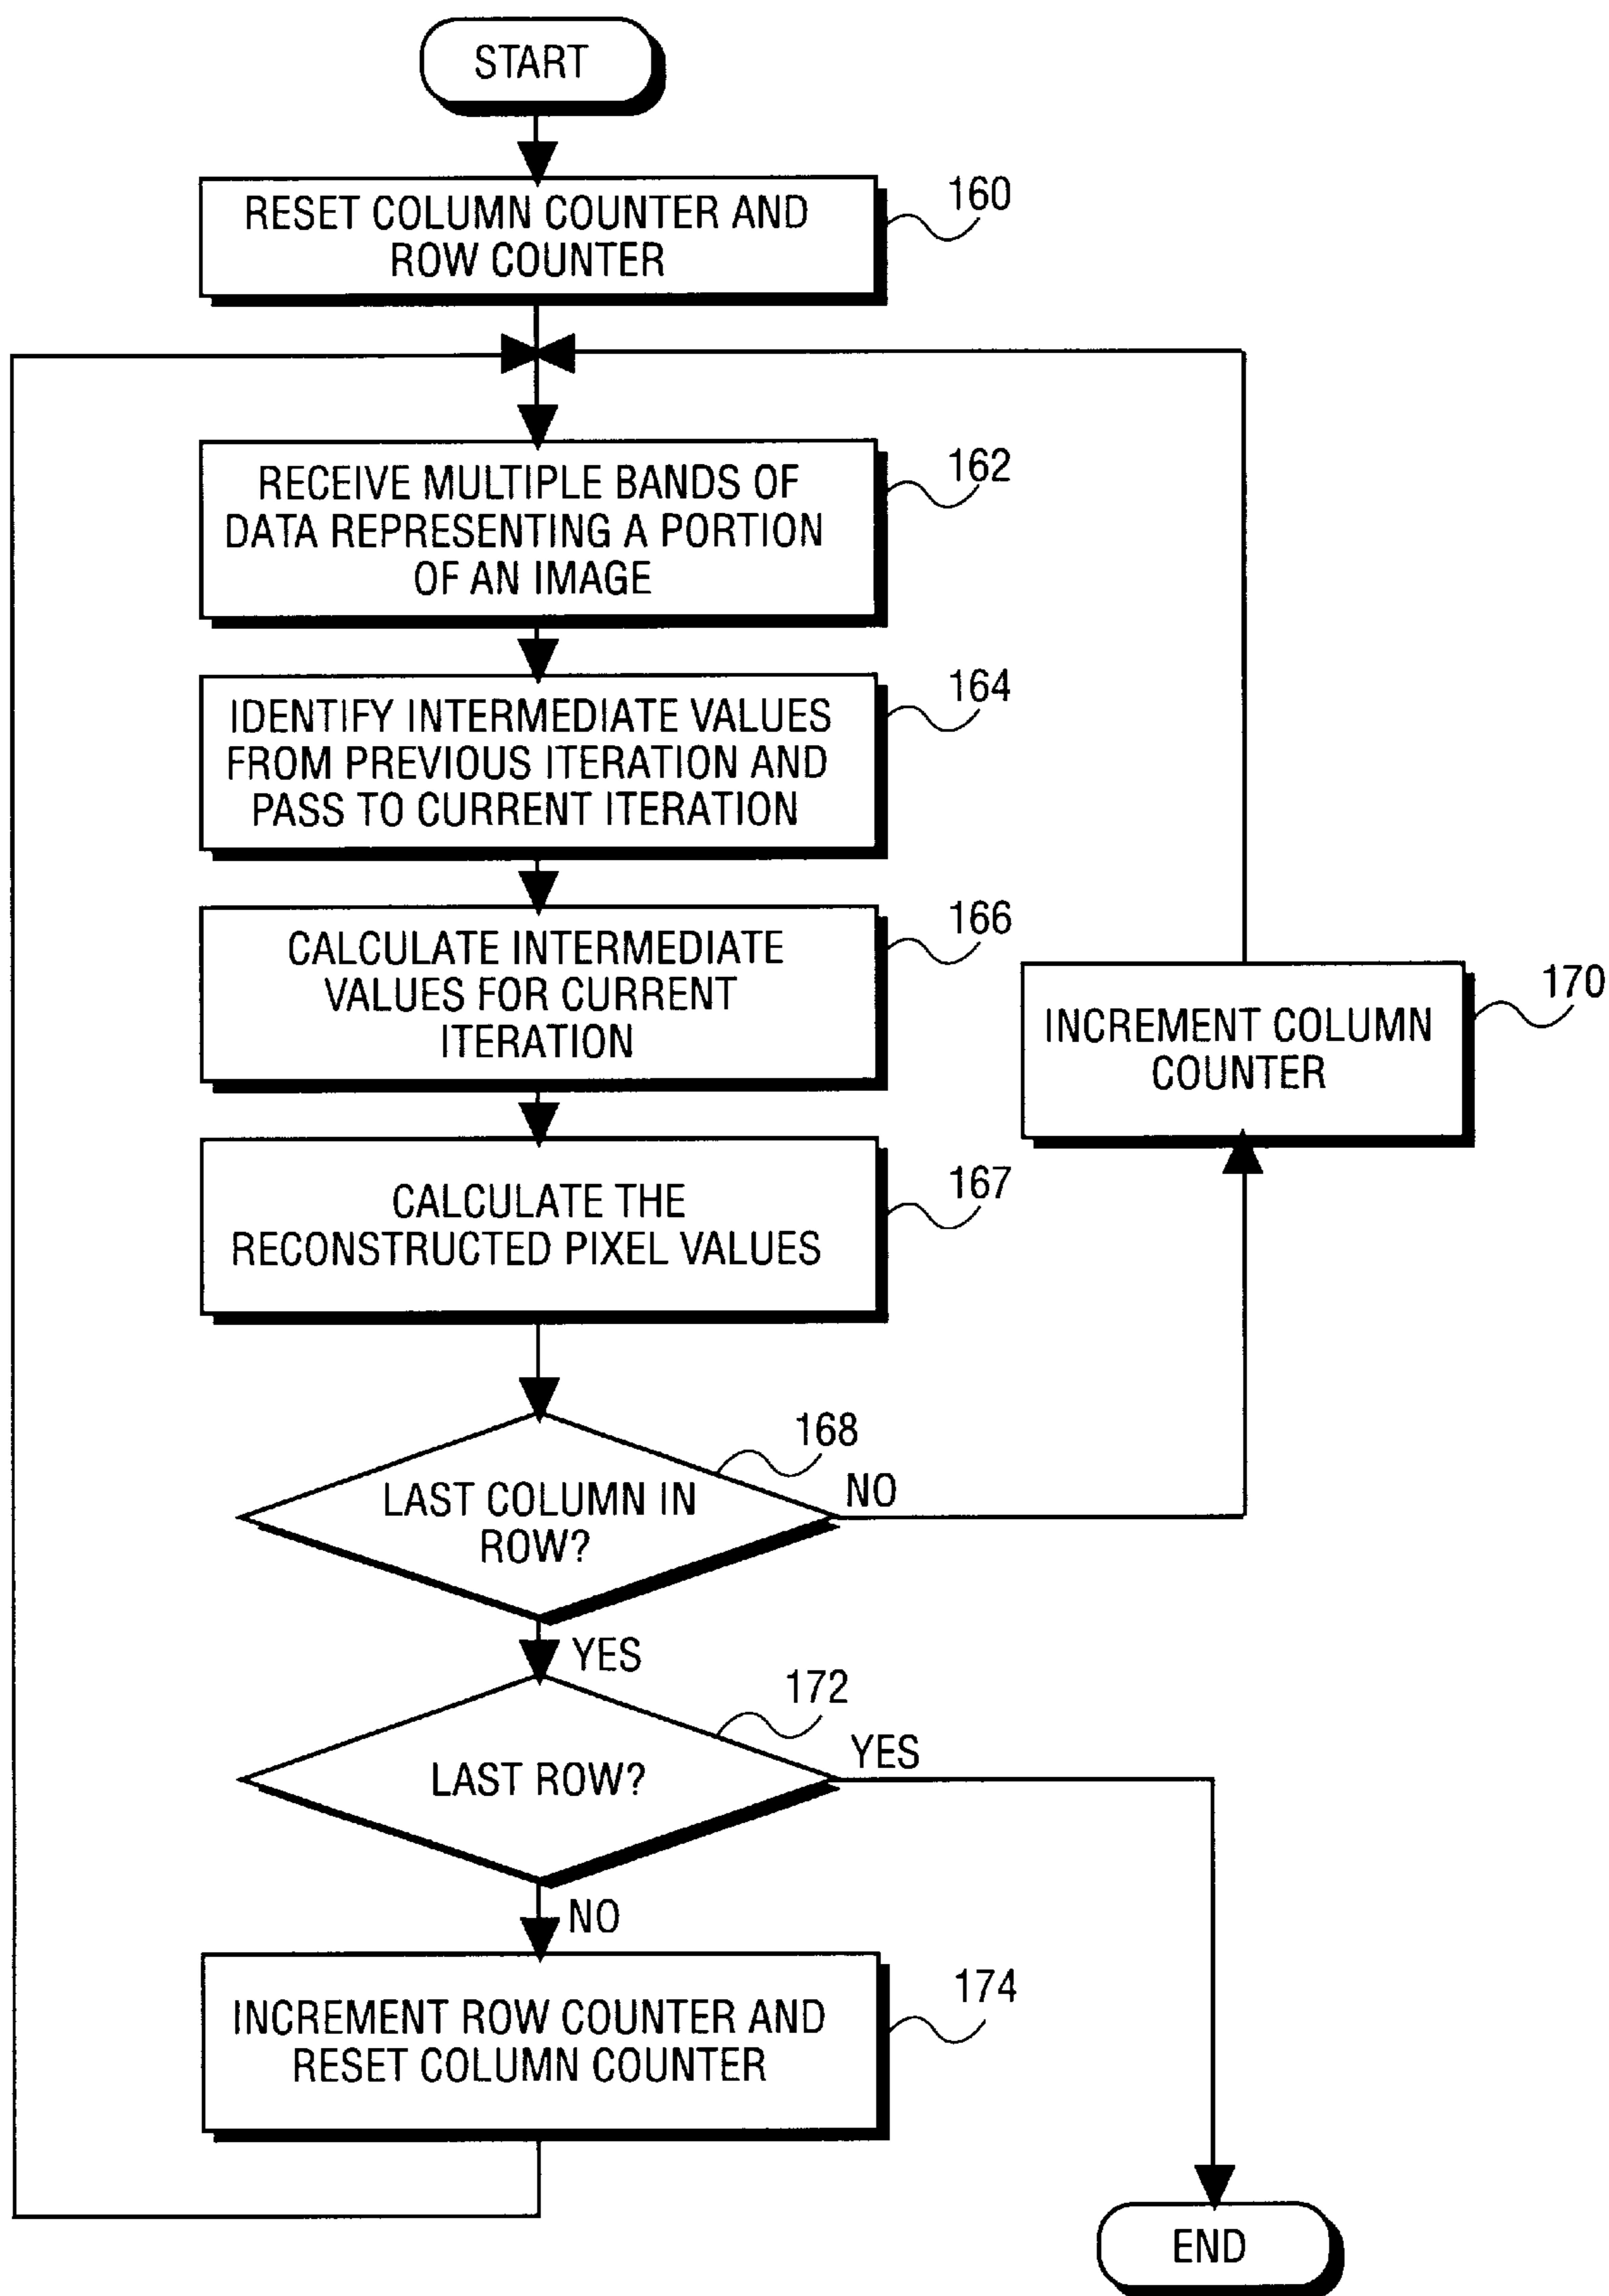 START
RESET COLUMN COUNTER AND
ROW COUNTER
160
RECEIVE MULTIPLE BANDS OF
DATA REPRESENTING A PORTION
OF AN IMAGE
162
IDENTIFY INTERMEDIATE VALUES
FROM PREVIOUS ITERATION AND
PASS TO CURRENT ITERATION
164
CALCULATE INTERMEDIATE
VALUES FOR CURRENT
ITERATION
166
INCREMENT COLUMN
COUNTER
170
CALCULATE THE
RECONSTRUCTED PIXEL VALUES
167
LAST COLUMN IN
ROW?
168
NO
YES
LAST ROW?
172
YES
NO
INCREMENT ROW COUNTER AND
RESET COLUMN COUNTER
174
END